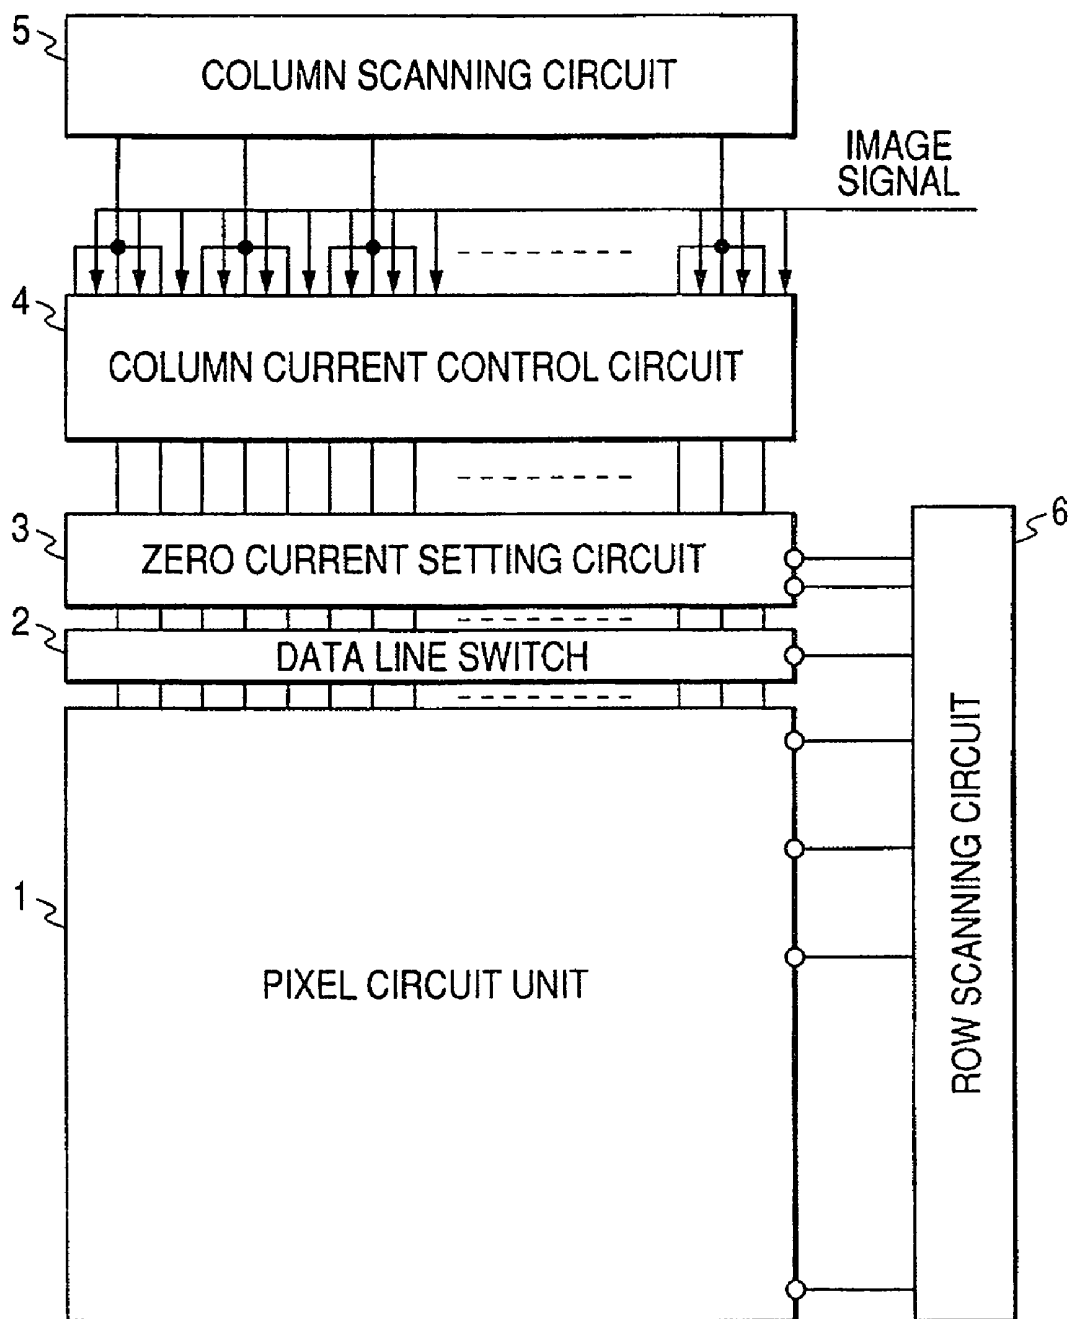 5
COLUMN SCANNING CIRCUIT
IMAGE
SIGNAL
4
COLUMN CURRENT CONTROL CIRCUIT
3
ZERO CURRENT SETTING CIRCUIT
6
2
DATA LINE SWITCH
ROW SCANNING CIRCUIT
1
PIXEL CIRCUIT UNIT